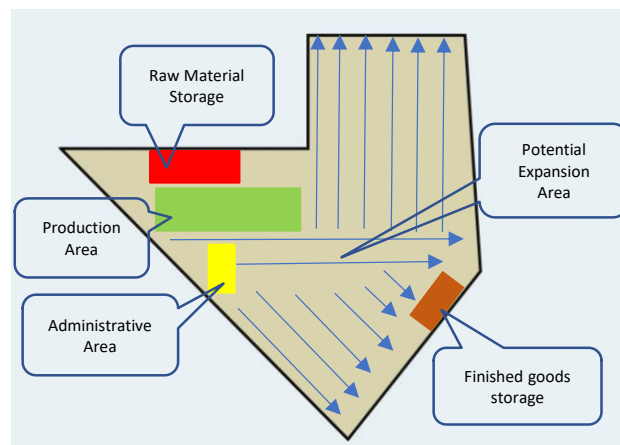 Raw Material
Storage
Potential
Expansion
Area
Production
Area
Administrative
Area
Finished goods
storage